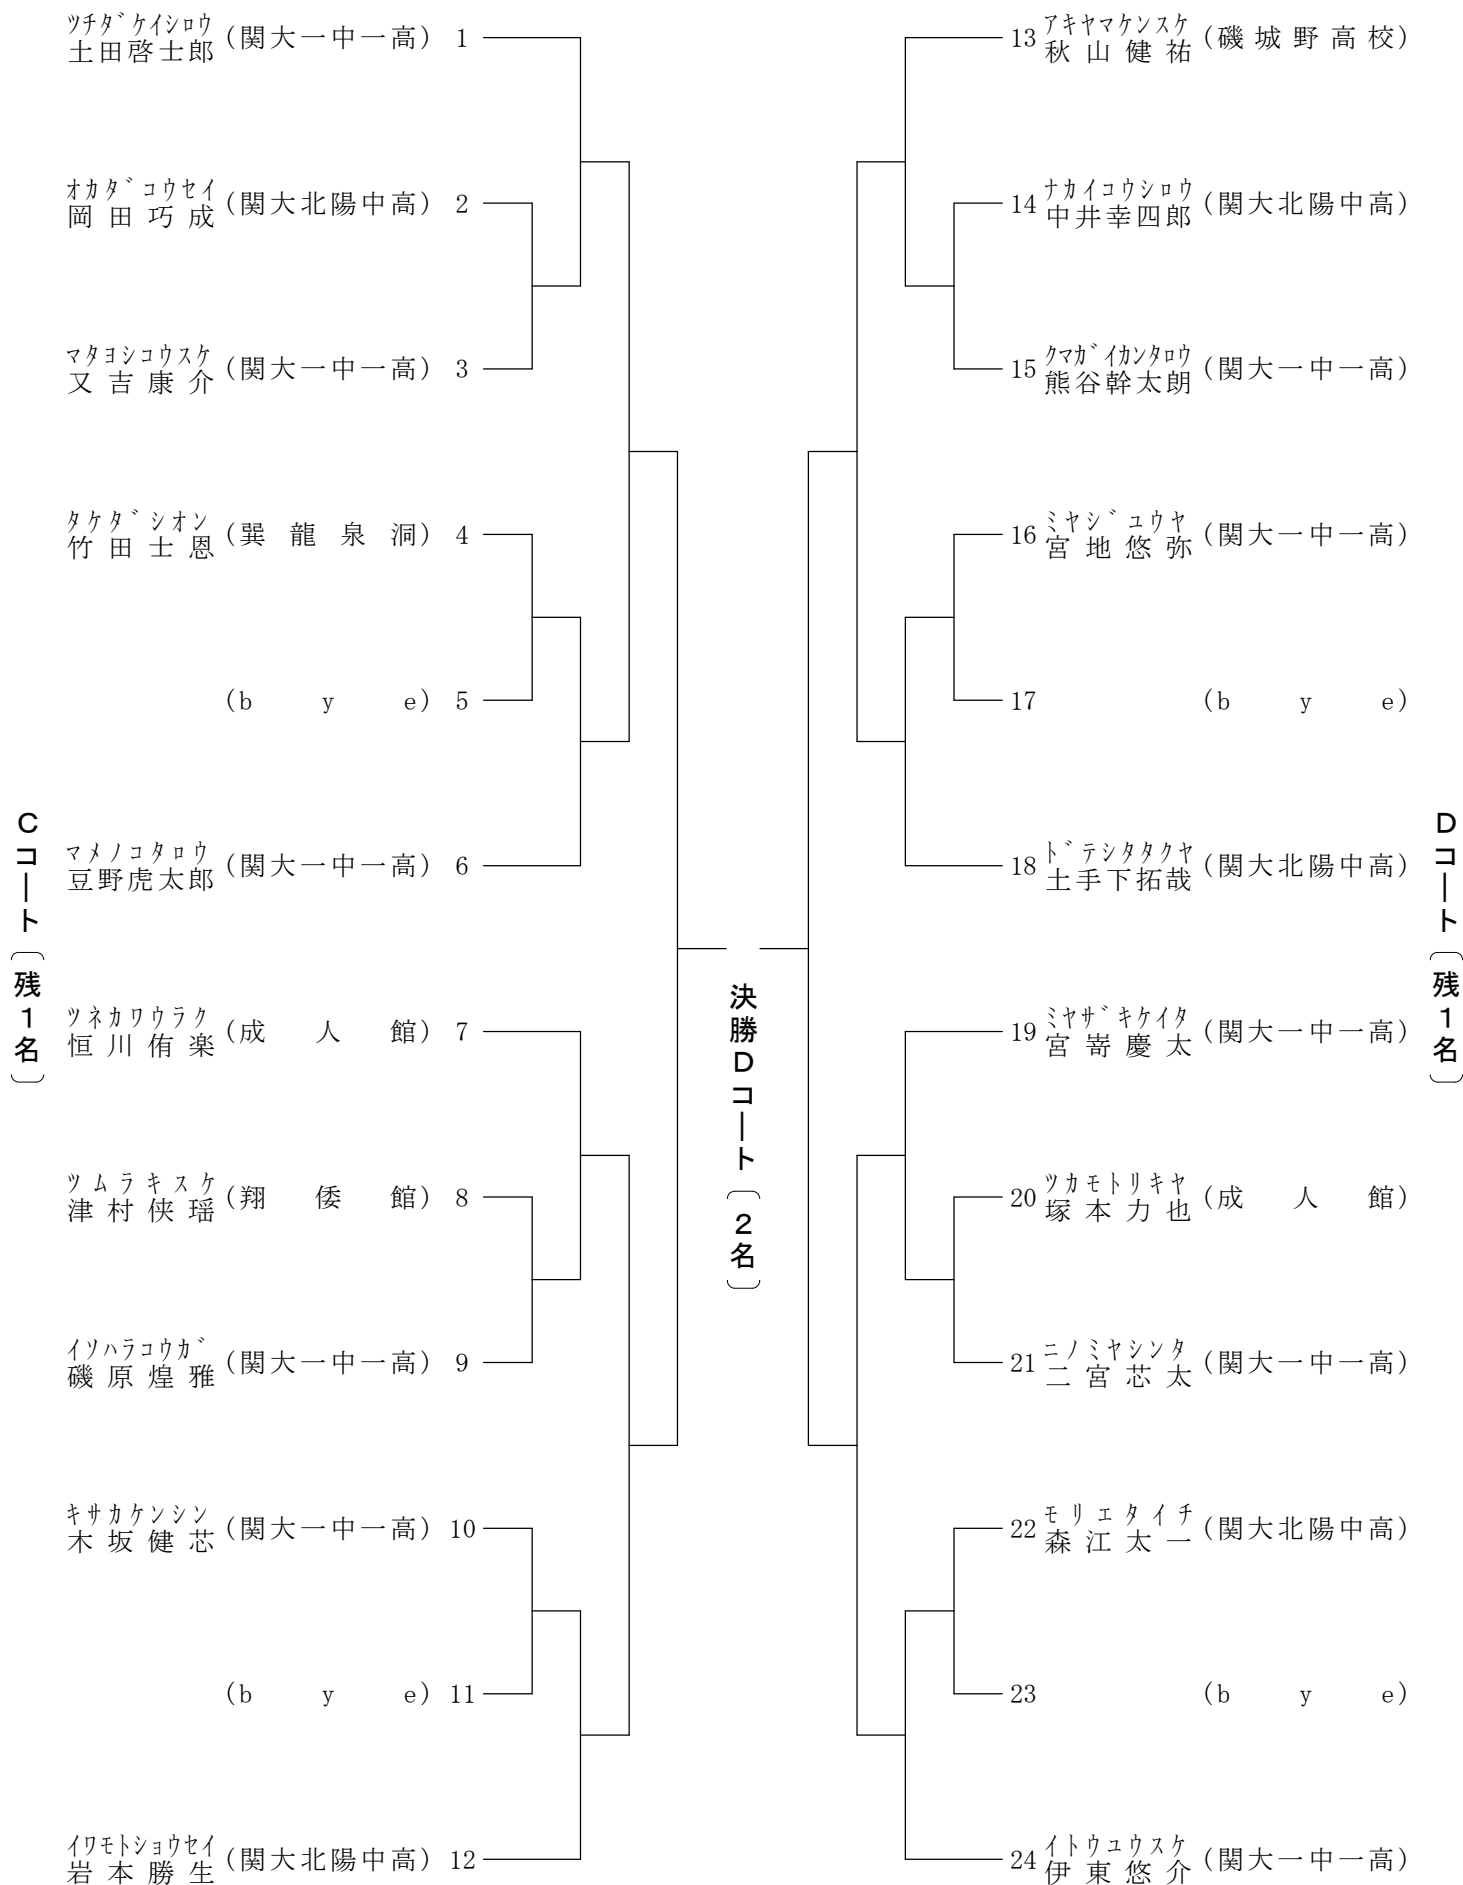 Cコート〔残1名〕
ツチダケイシロウ
土田啓士郎 (関大一中一高) 1
オカダコウセイ
岡田巧成 (関大北陽中高) 2
マタヨシコウスケ
又吉康介 (関大一中一高) 3
タケダシオン
竹田士恩 (巽龍泉洞) 4
(bye) 5
マメノコタロウ
豆野虎太郎 (関大一中一高) 6
ツネカワウラク
恒川侑楽 (成人館) 7
ツムラキスケ
津村侠瑶 (翔倭館) 8
イソハラコウガ
磯原煌雅 (関大一中一高) 9
キサカケンシン
木坂健芯 (関大一中一高) 10
(bye) 11
イワモトショウセイ
岩本勝生 (関大北陽中高) 12
決勝Dコート〔2名〕
アキヤマケンスケ
13 秋山健祐 (磯城野高校)
ナカイコウシロウ
14 中井幸四郎 (関大北陽中高)
クマガイカンタロウ
15 熊谷幹太朗 (関大一中一高)
ミヤジユウヤ
16 宮地悠弥 (関大一中一高)
17 (bye)
ドテシタタクヤ
18 土手下拓哉 (関大北陽中高)
ミヤザキケイタ
19 宮嵜慶太 (関大一中一高)
ツカモトリキヤ
20 塚本力也 (成人館)
ニノミヤシンタ
21 二宮芯太 (関大一中一高)
モリエタイチ
22 森江太一 (関大北陽中高)
23 (bye)
イトウユウスケ
24 伊東悠介 (関大一中一高)
Dコート〔残1名〕